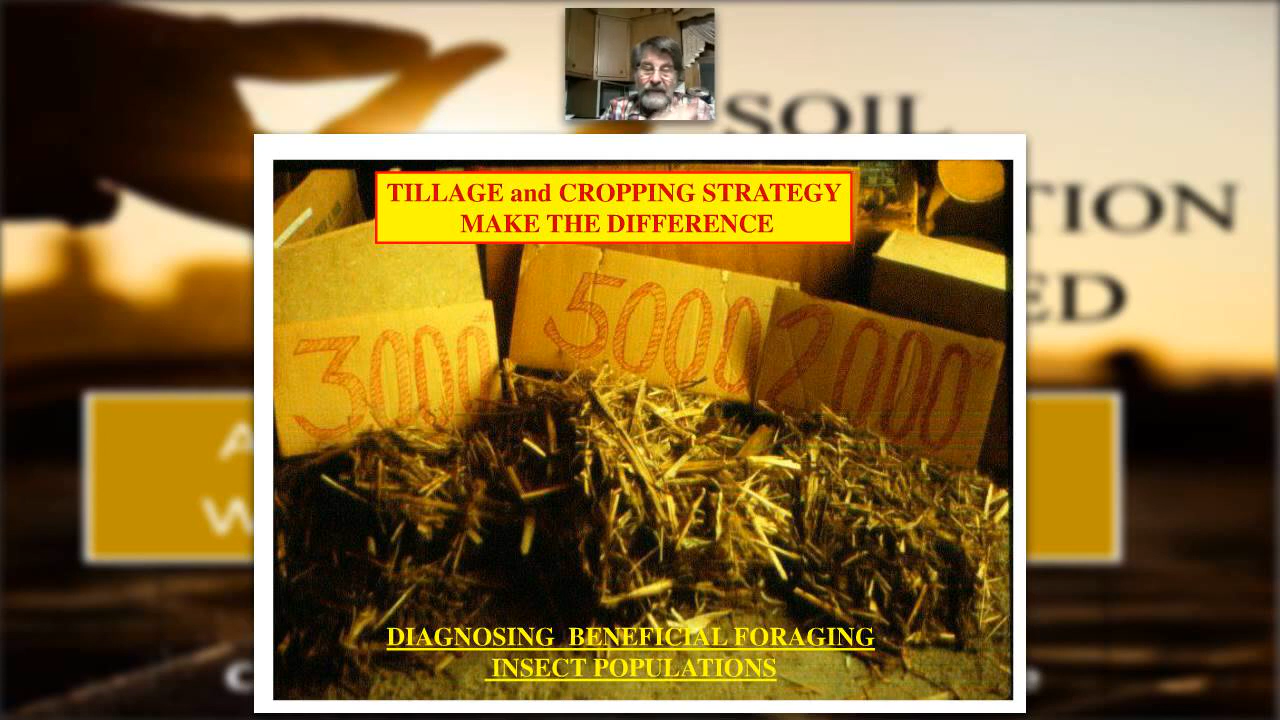 SOIL
TION
ED
TILLAGE and CROPPING STRATEGY
MAKE THE DIFFERENCE
3000#
5000#
2000#
A
W
DIAGNOSING BENEFICIAL FORAGING
INSECT POPULATIONS